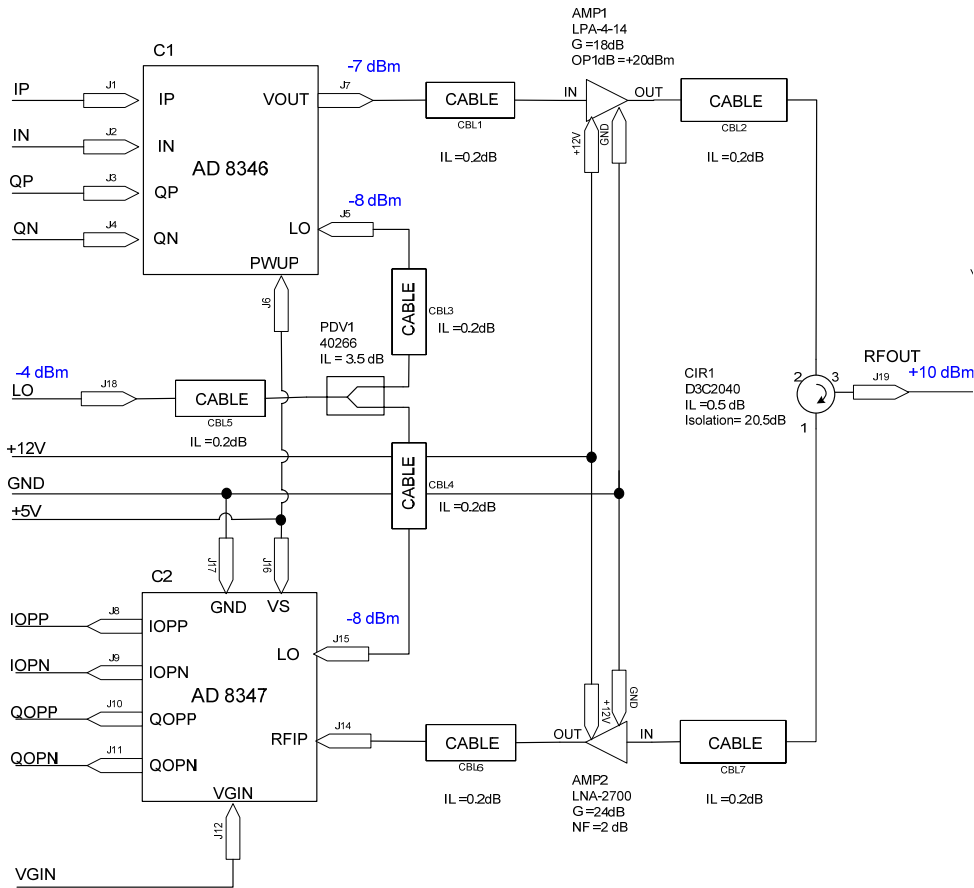 AMP1
LPA-4-14
G =18dB
OP1dB =+20dBm
C1
-7 dBm
IP
J1
IP
VOUT
J7
CABLE
CBL1
IL =0.2dB
IN
OUT
CABLE
CBL2
IL =0.2dB
+12V
GND
IN
J2
IN
AD 8346
QP
J3
QP
QN
J4
QN
-8 dBm
LO
J5
PWUP
J6
CABLE
CBL3
IL =0.2dB
PDV1
40266
IL = 3.5 dB
-4 dBm
LO
J18
CABLE
CBL5
IL =0.2dB
CIR1
D3C2040
IL =0.5 dB
Isolation= 20.5dB
2
3
1
RFOUT
J19
+10 dBm
+12V
GND
+5V
CABLE
CBL4
IL =0.2dB
J17
J16
C2
GND
VS
-8 dBm
LO
J15
IOPP
J8
IOPP
IOPN
J9
IOPN
AD 8347
QOPP
J10
QOPP
QOPN
J11
QOPN
RFIP
J14
CABLE
CBL6
IL =0.2dB
OUT
IN
+12V
GND
CABLE
CBL7
IL =0.2dB
AMP2
LNA-2700
G=24dB
NF =2 dB
VGIN
J12
VGIN